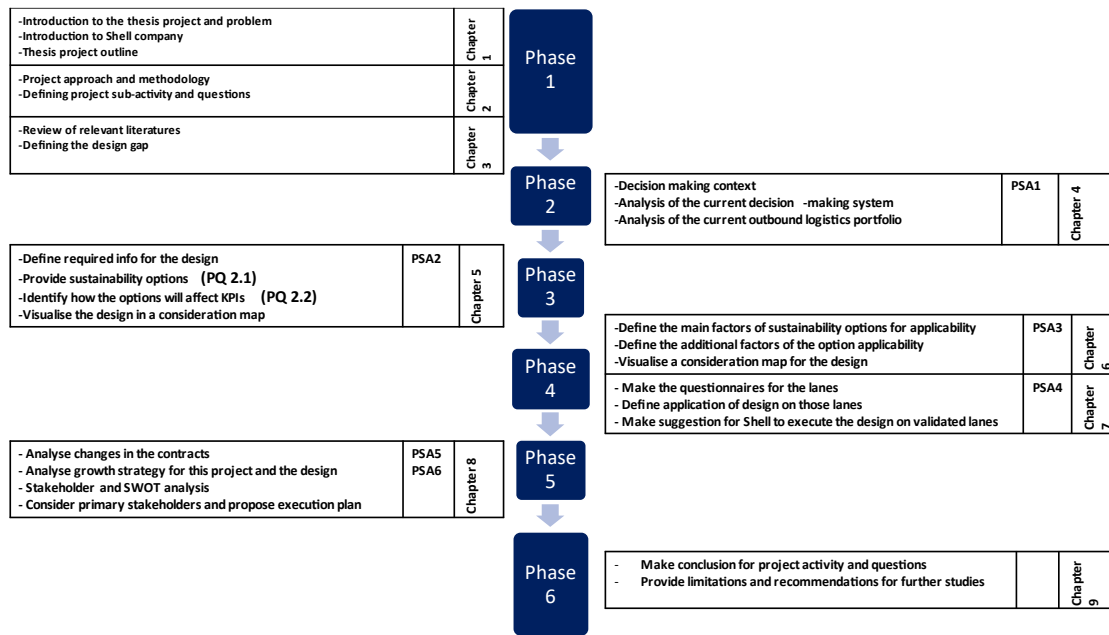 -Introduction to the thesis project and problem
-Introduction to Shell company
-Thesis project outline
Chapter
1
-Project approach and methodology
-Defining project sub-activity and questions
Chapter
2
-Review of relevant literatures
-Defining the design gap
Chapter
3
Phase
1
Phase
2
-Decision making context
-Analysis of the current decision -making system
-Analysis of the current outbound logistics portfolio
PSA1
Chapter 4
-Define required info for the design
-Provide sustainability options (PQ 2.1)
-Identify how the options will affect KPIs (PQ 2.2)
-Visualise the design in a consideration map
PSA2
Chapter 5
Phase
3
Phase
4
-Define the main factors of sustainability options for applicability
-Define the additional factors of the option applicability
-Visualise a consideration map for the design
PSA3
Chapter
6
- Make the questionnaires for the lanes
- Define application of design on those lanes
- Make suggestion for Shell to execute the design on validated lanes
PSA4
Chapter
7
- Analyse changes in the contracts
- Analyse growth strategy for this project and the design
- Stakeholder and SWOT analysis
- Consider primary stakeholders and propose execution plan
PSA5
PSA6
Chapter 8
Phase
5
Phase
6
- Make conclusion for project activity and questions
- Provide limitations and recommendations for further studies
Chapter
9